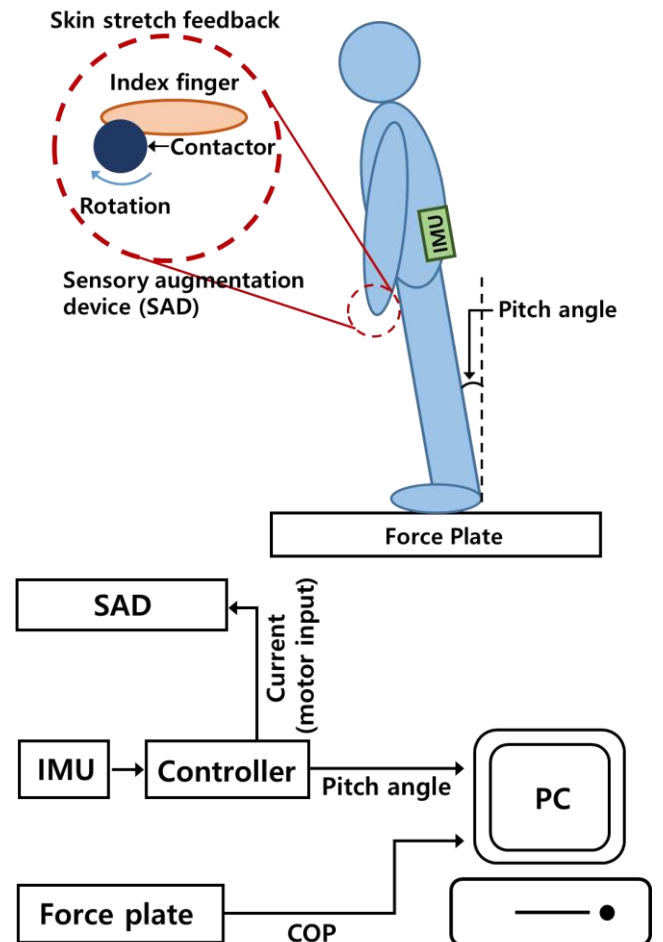 Skin stretch feedback
Index finger
Contactor
Rotation
Sensory augmentation
device (SAD)
IMU
Pitch angle
Force Plate
SAD
Current
(motor input)
IMU
Controller
Pitch angle
PC
Force plate
COP